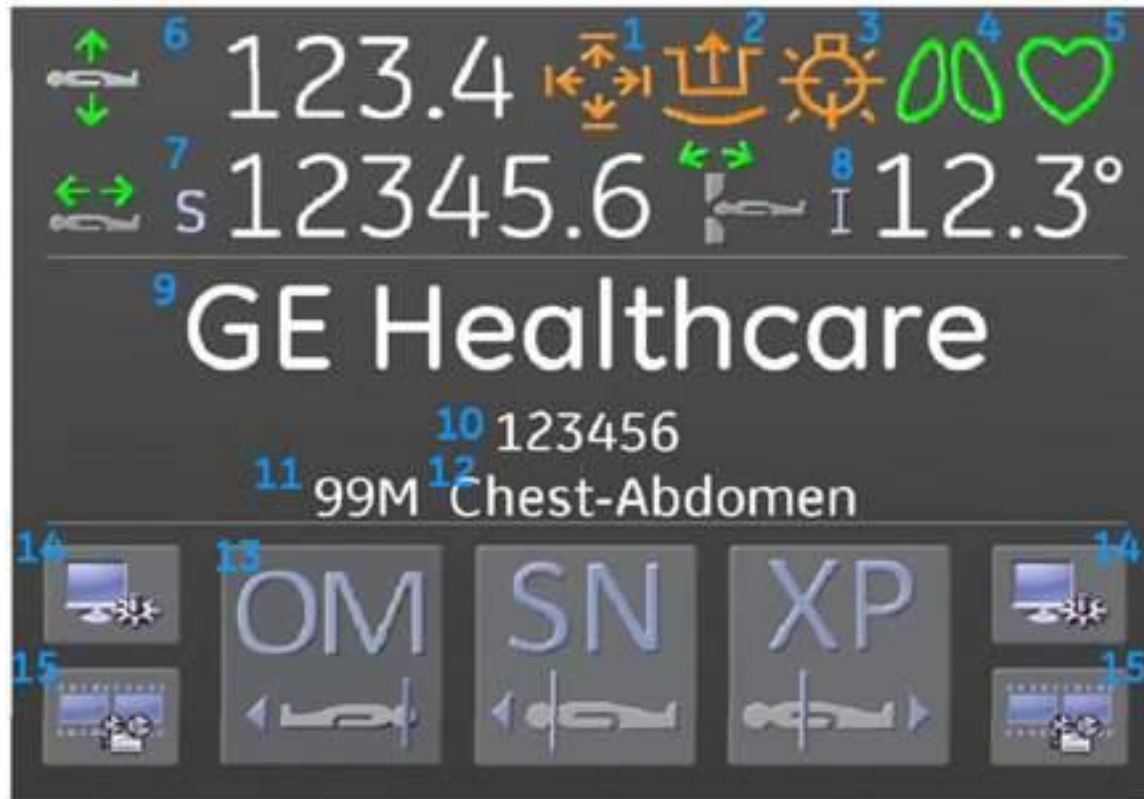 6 123.4 1 2 3 4 5
7 S 12345.6 8 I 12.3°
9 GE Healthcare
10 123456
11 99M 12 Chest-Abdomen
14 13 OM SN XP 14
15 15